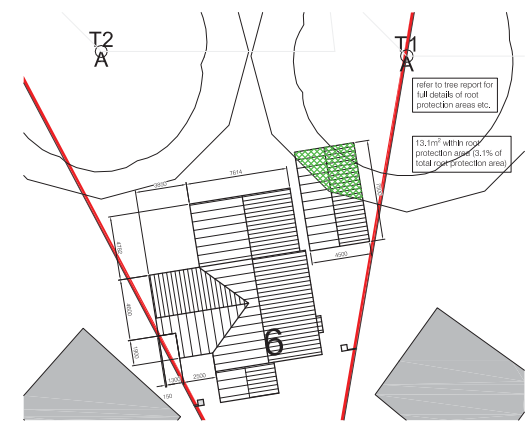 T2
A
T1
A
refer to tree report for
full details of root
protection areas etc.
13.1m² within root
protection area (3.1% of
total root protection area)
7614
4500
6
1300
2500